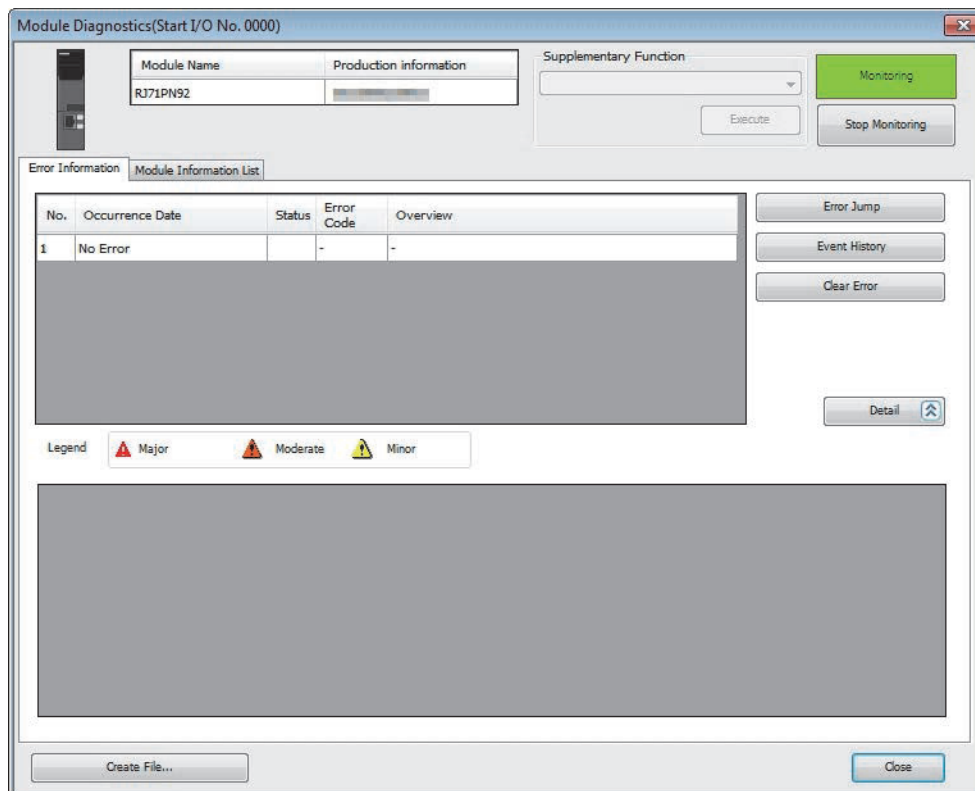 Module Diagnostics(Start I/O No. 0000)
Module Name Production information
RJ71PN92
Supplementary Function
Monitoring
Execute
Stop Monitoring
Error Information Module Information List
No. Occurrence Date Status Error Code Overview
1 No Error - -
Error Jump
Event History
Clear Error
Detail
Legend Major Moderate Minor
Create File...
Close